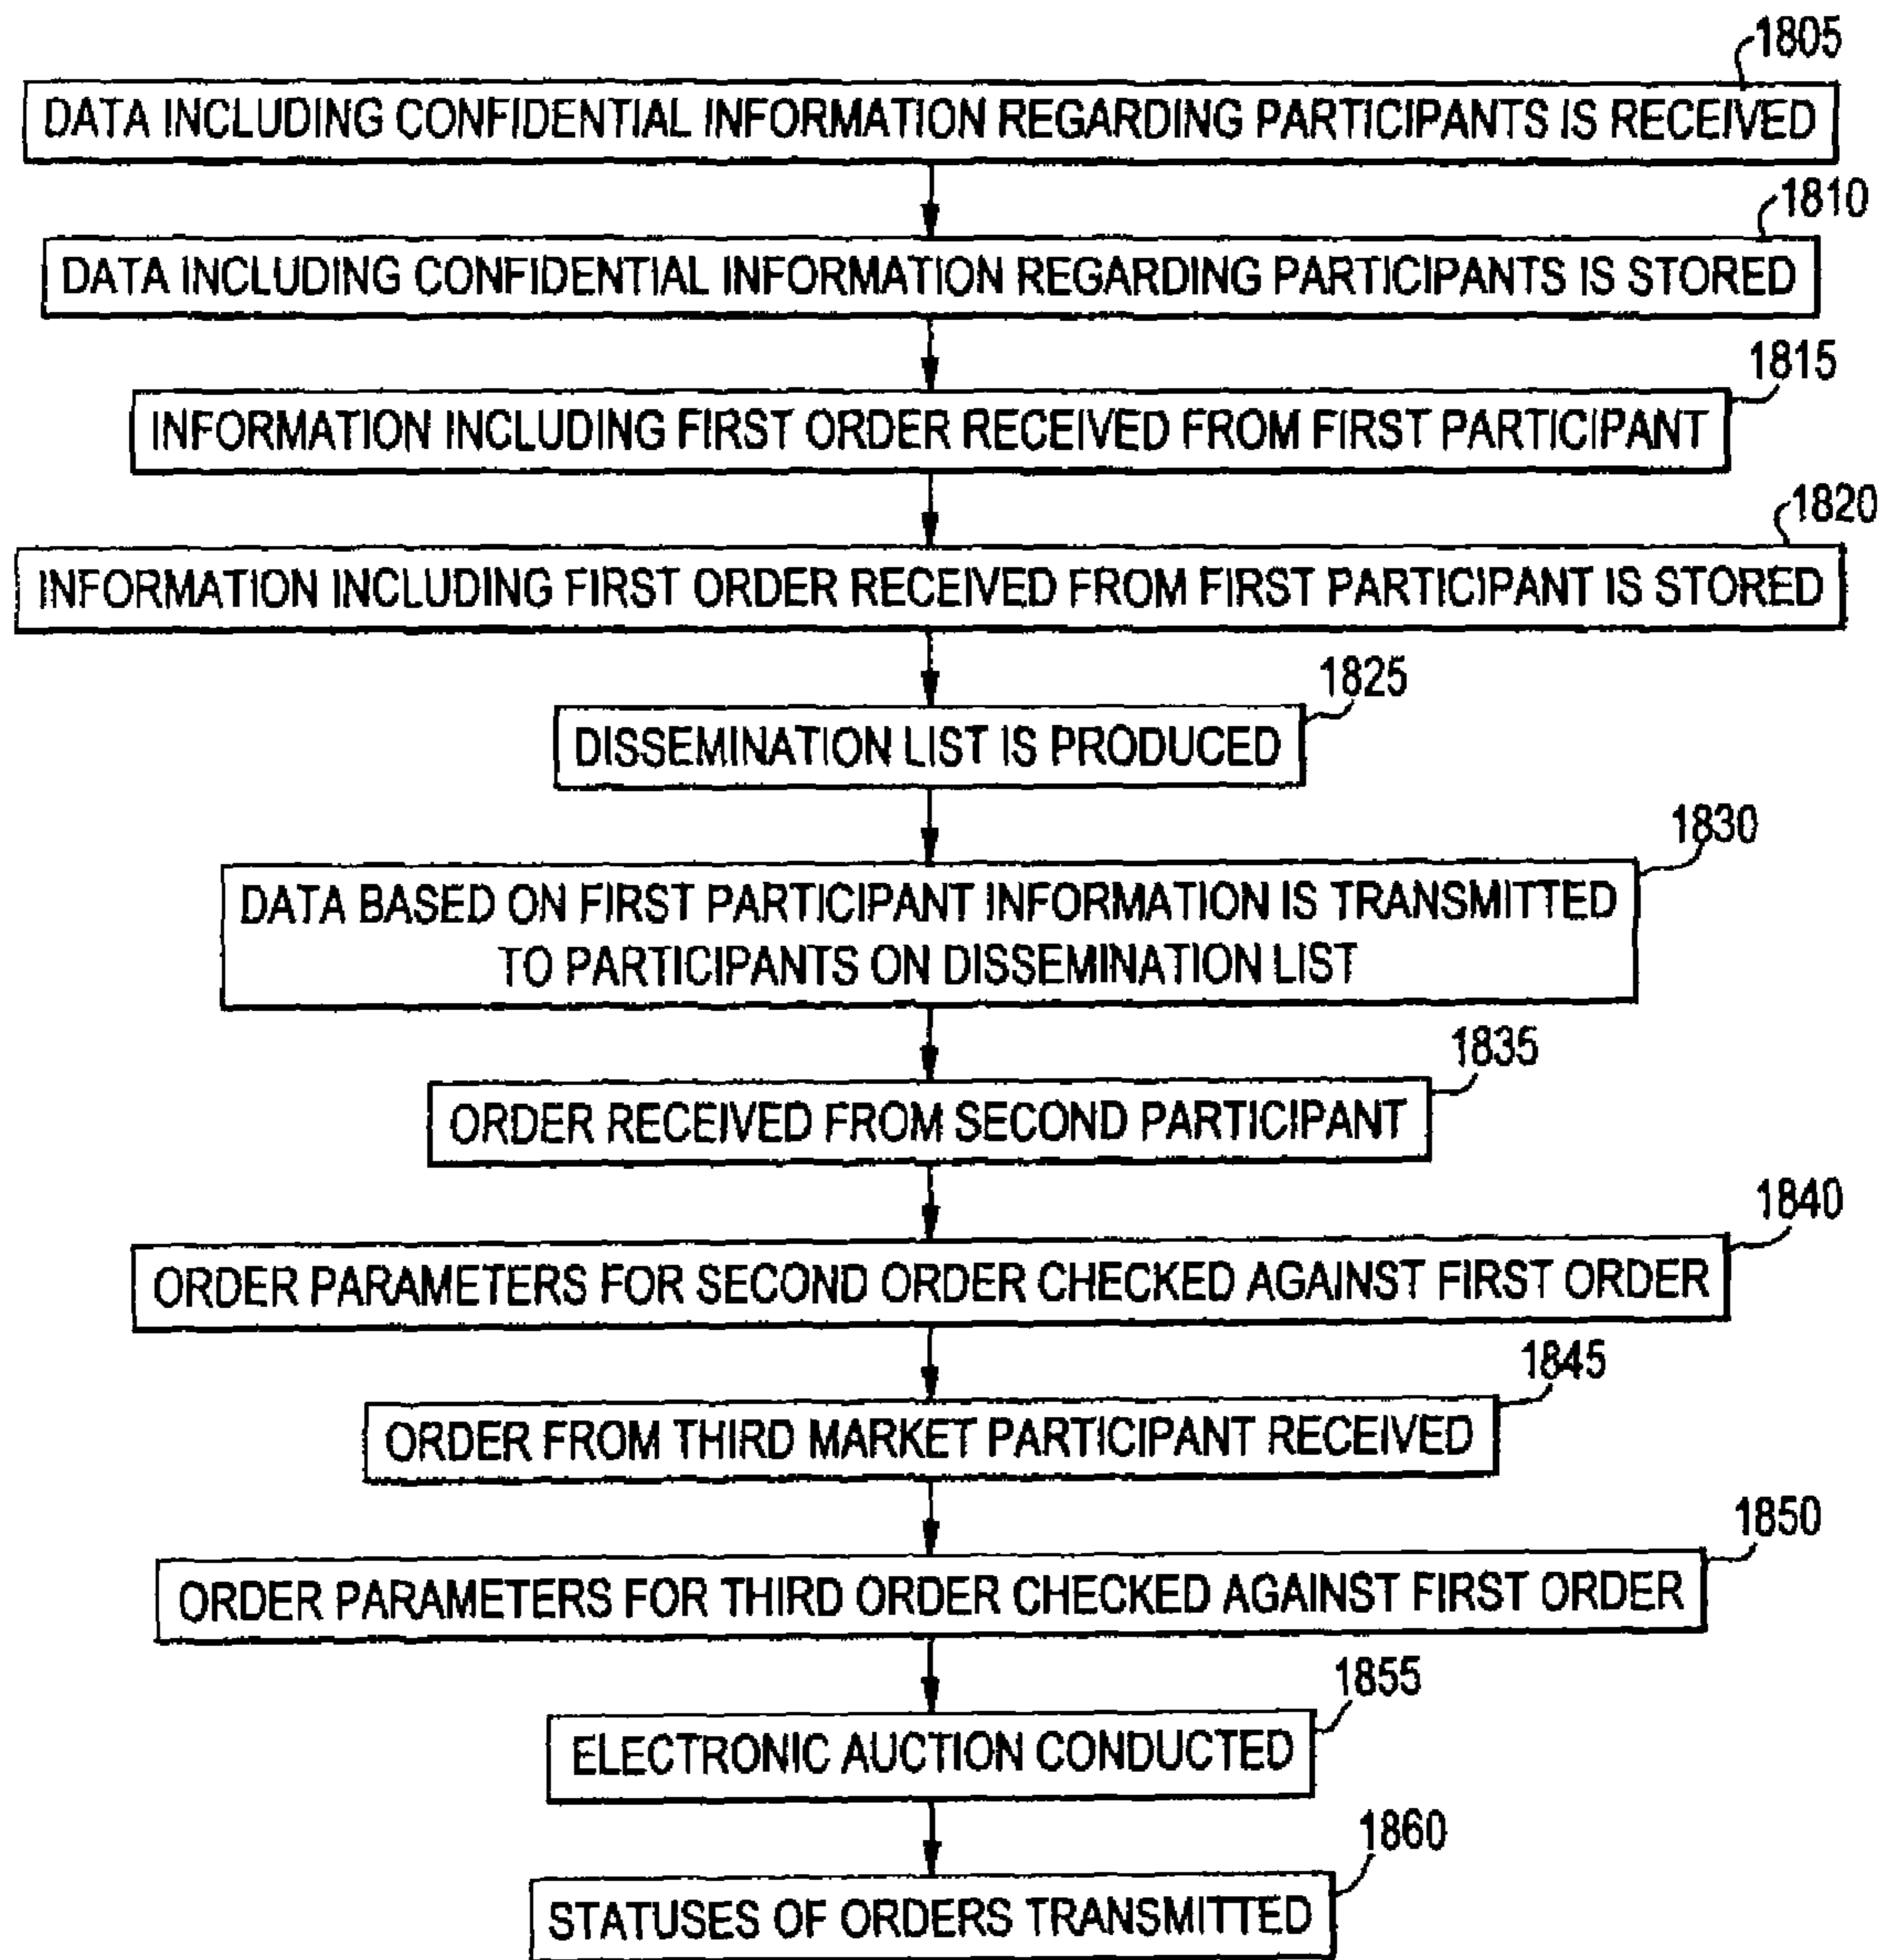 1805
DATA INCLUDING CONFIDENTIAL INFORMATION REGARDING PARTICIPANTS IS RECEIVED
1810
DATA INCLUDING CONFIDENTIAL INFORMATION REGARDING PARTICIPANTS IS STORED
1815
INFORMATION INCLUDING FIRST ORDER RECEIVED FROM FIRST PARTICIPANT
1820
INFORMATION INCLUDING FIRST ORDER RECEIVED FROM FIRST PARTICIPANT IS STORED
1825
DISSEMINATION LIST IS PRODUCED
1830
DATA BASED ON FIRST PARTICIPANT INFORMATION IS TRANSMITTED
TO PARTICIPANTS ON DISSEMINATION LIST
1835
ORDER RECEIVED FROM SECOND PARTICIPANT
1840
ORDER PARAMETERS FOR SECOND ORDER CHECKED AGAINST FIRST ORDER
1845
ORDER FROM THIRD MARKET PARTICIPANT RECEIVED
1850
ORDER PARAMETERS FOR THIRD ORDER CHECKED AGAINST FIRST ORDER
1855
ELECTRONIC AUCTION CONDUCTED
1860
STATUSES OF ORDERS TRANSMITTED